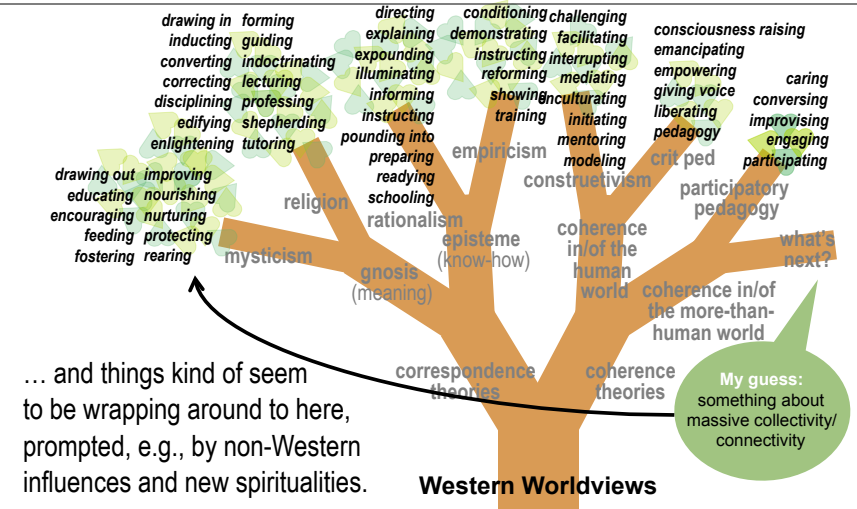 drawing in forming
inducting guiding
converting indoctrinating
correcting lecturing
disciplining professing
edifying shepherding
enlightening tutoring
directing
explaining
expounding
illuminating
informing
instructing
pounding into
preparing
readying
schooling
conditioning
demonstrating
instructing
reforming
showing
training
challenging
facilitating
interrupting
mediating
enculturating
initiating
mentoring
modeling
consciousness raising
emancipating
empowering
giving voice
liberating
pedagogy
caring
conversing
improvising
engaging
participating
drawing out improving
educating nourishing
encouraging nurturing
feeding protecting
fostering rearing
mysticism
religion
rationalism
empiricism
construetivism
crit ped
participatory
pedagogy
what's
next?
gnosis
(meaning)
episteme
(know-how)
coherence
in/of the
human
world
coherence in/of
the more-than-
human world
correspondence
theories
coherence
theories
My guess:
something about
massive collectivity/
connectivity
… and things kind of seem
to be wrapping around to here,
prompted, e.g., by non-Western
influences and new spiritualities.
Western Worldviews